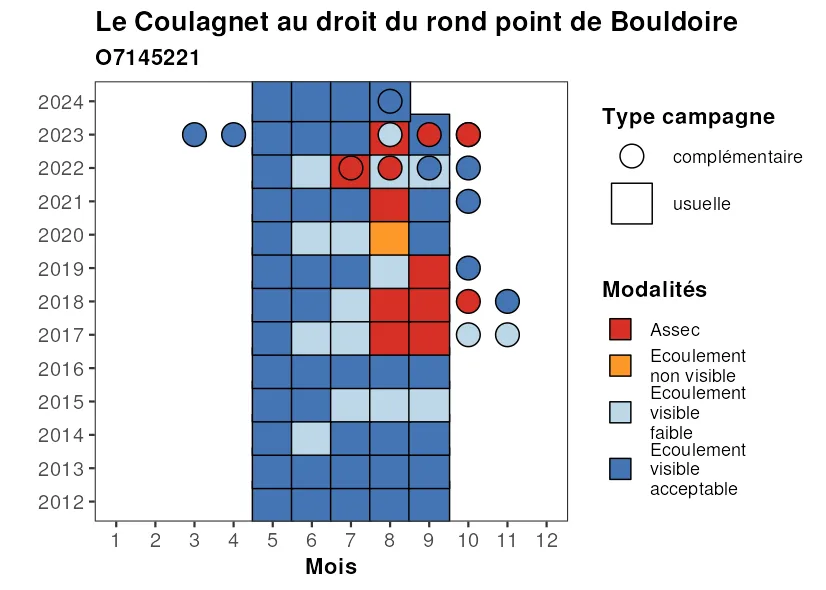 Le Coulagnet au droit du rond point de Bouldoire
O7145221
2024
2023
2022
2021
2020
2019
2018
2017
2016
2015
2014
2013
2012
1 2 3 4 5 6 7 8 9 10 11 12
Mois
Type campagne
complémentaire
usuelle
Modalités
Assec
Ecoulement
non visible
Ecoulement
visible
faible
Ecoulement
visible
acceptable